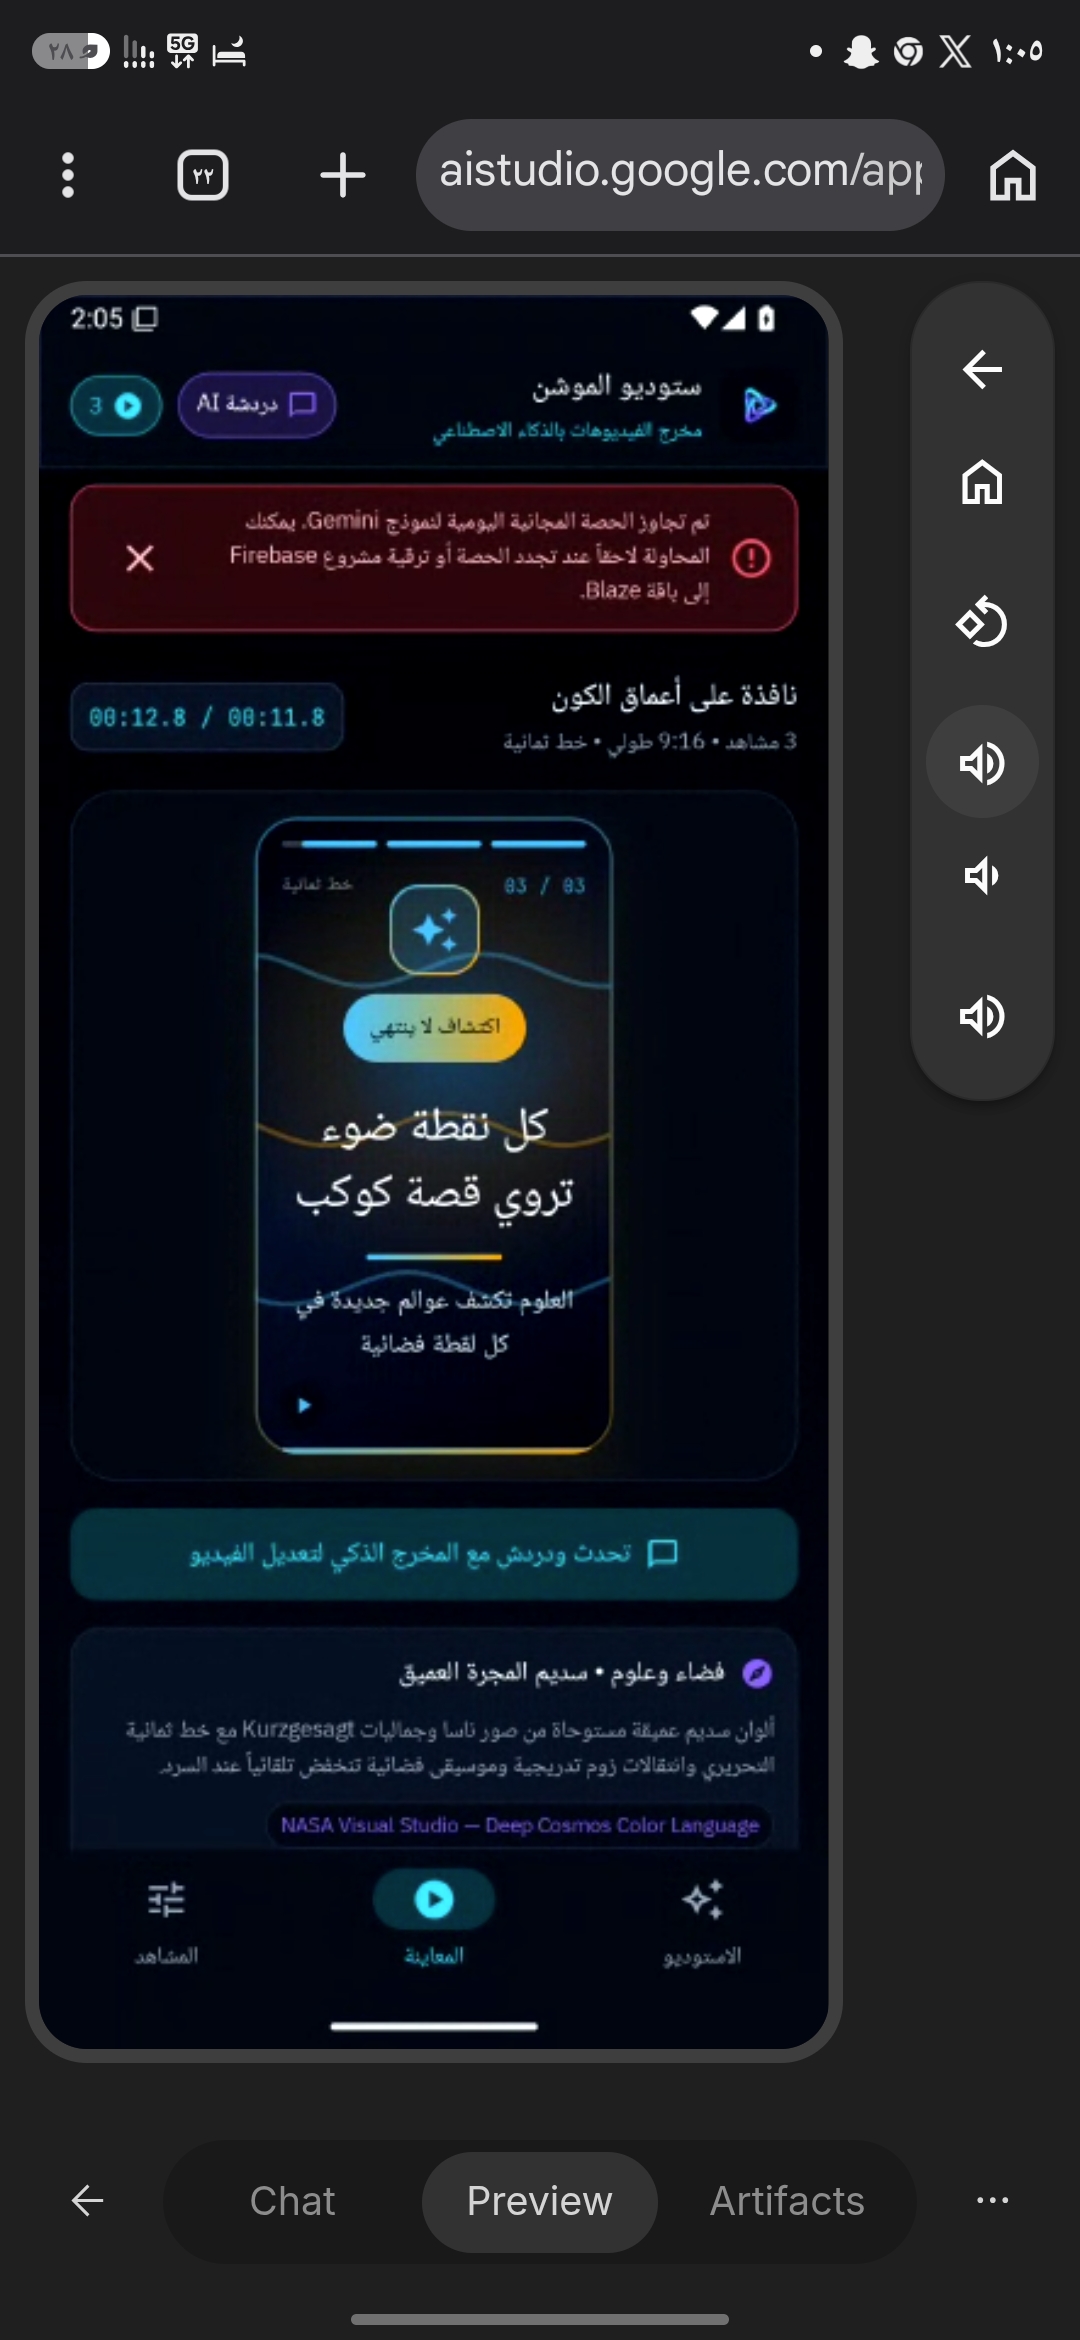 ٢٨
5G
١:٠٥
٢٢
aistudio.google.com/app
2:05
ستوديو الموشن
مخرج الفيديوهات بالذكاء الاصطناعي
دردشة AI
3
تم تجاوز الحصة المجانية اليومية لنموذج Gemini. يمكنك
المحاولة لاحقاً عند تجدد الحصة أو ترقية مشروع Firebase
إلى باقة Blaze.
نافذة على أعماق الكون
3 مشاهد • 9:16 طولي • خط ثمانية
00:12.8 / 00:11.8
03 / 03
خط ثمانية
اكتشاف لا ينتهي
كل نقطة ضوء
تروي قصة كوكب
العلوم تكشف عوالم جديدة في
كل لقطة فضائية
تحدث ودردش مع المخرج الذكي لتعديل الفيديو
فضاء وعلوم • سديم المجرة العميق
ألوان سديم عميقة مستوحاة من صور ناسا وجماليات Kurzgesagt مع خط ثمانية
التحريري وانتقالات زوم تدريجية وموسيقى فضائية تنخفض تلقائياً عند السرد.
NASA Visual Studio — Deep Cosmos Color Language
الاستوديو
المعاينة
المشاهد
Chat
Preview
Artifacts